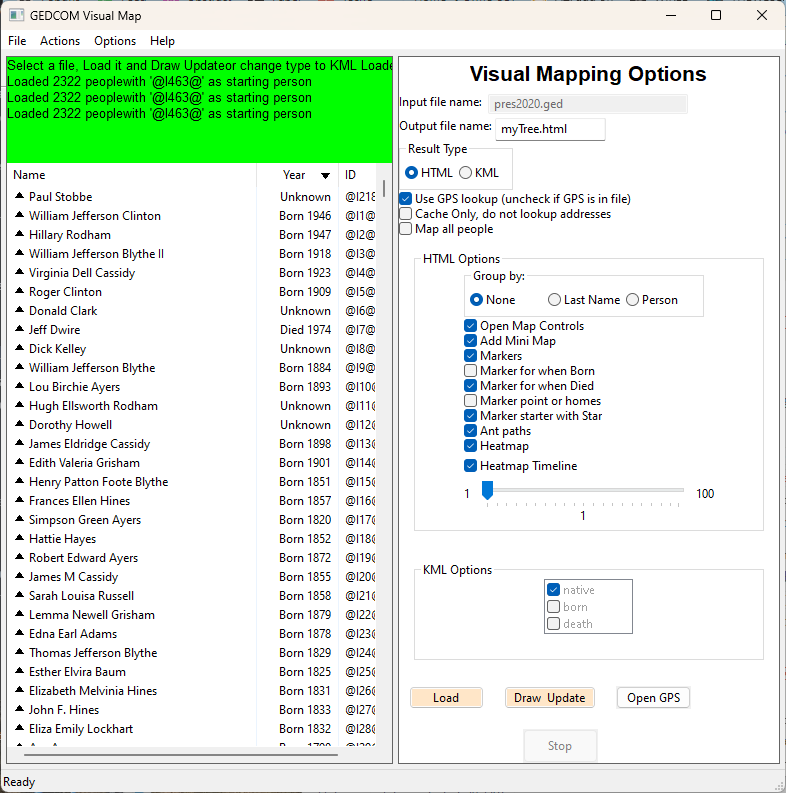 GEDCOM Visual Map
File Actions Options Help
Select a file, Load it and Draw Updateor change type to KML Loade
Loaded 2322 peoplewith '@I463@' as starting person
Loaded 2322 peoplewith '@I463@' as starting person
Loaded 2322 peoplewith '@I463@' as starting person
Name Year ID
Paul Stobbe Unknown @I218
William Jefferson Clinton Born 1946 @I1@
Hillary Rodham Born 1947 @I2@
William Jefferson Blythe II Born 1918 @I3@
Virginia Dell Cassidy Born 1923 @I4@
Roger Clinton Born 1909 @I5@
Donald Clark Unknown @I6@
Jeff Dwire Died 1974 @I7@
Dick Kelley Unknown @I8@
William Jefferson Blythe Born 1884 @I9@
Lou Birchie Ayers Born 1893 @I10@
Hugh Ellsworth Rodham Unknown @I11@
Dorothy Howell Unknown @I12@
James Eldridge Cassidy Born 1898 @I13@
Edith Valeria Grisham Born 1901 @I14@
Henry Patton Foote Blythe Born 1851 @I15@
Frances Ellen Hines Born 1857 @I16@
Simpson Green Ayers Born 1820 @I17@
Hattie Hayes Born 1852 @I18@
Robert Edward Ayers Born 1872 @I19@
James M Cassidy Born 1855 @I20@
Sarah Louisa Russell Born 1858 @I21@
Lemma Newell Grisham Born 1879 @I22@
Edna Earl Adams Born 1878 @I23@
Thomas Jefferson Blythe Born 1829 @I24@
Esther Elvira Baum Born 1825 @I25@
Elizabeth Melvinia Hines Born 1831 @I26@
John F. Hines Born 1833 @I27@
Eliza Emily Lockhart Born 1832 @I28@
Visual Mapping Options
Input file name: pres2020.ged
Output file name: myTree.html
Result Type
HTML KML
Use GPS lookup (uncheck if GPS is in file)
Cache Only, do not lookup addresses
Map all people
HTML Options
Group by:
None Last Name Person
Open Map Controls
Add Mini Map
Markers
Marker for when Born
Marker for when Died
Marker point or homes
Marker starter with Star
Ant paths
Heatmap
Heatmap Timeline
1 100
1
KML Options
native
born
death
Load Draw Update Open GPS
Stop
Ready